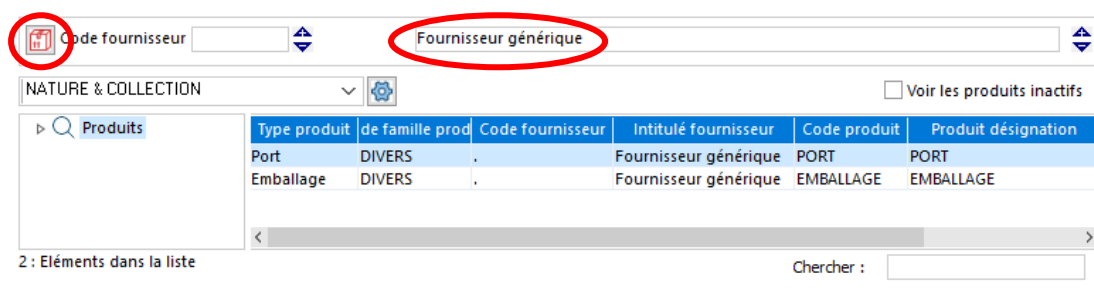 Code fournisseur Fournisseur générique
NATURE & COLLECTION Voir les produits inactifs
Produits
Type produit de famille prod Code fournisseur Intitulé fournisseur Code produit Produit désignation
Port DIVERS . Fournisseur générique PORT PORT
Emballage DIVERS . Fournisseur générique EMBALLAGE EMBALLAGE
2 : Eléments dans la liste Chercher :